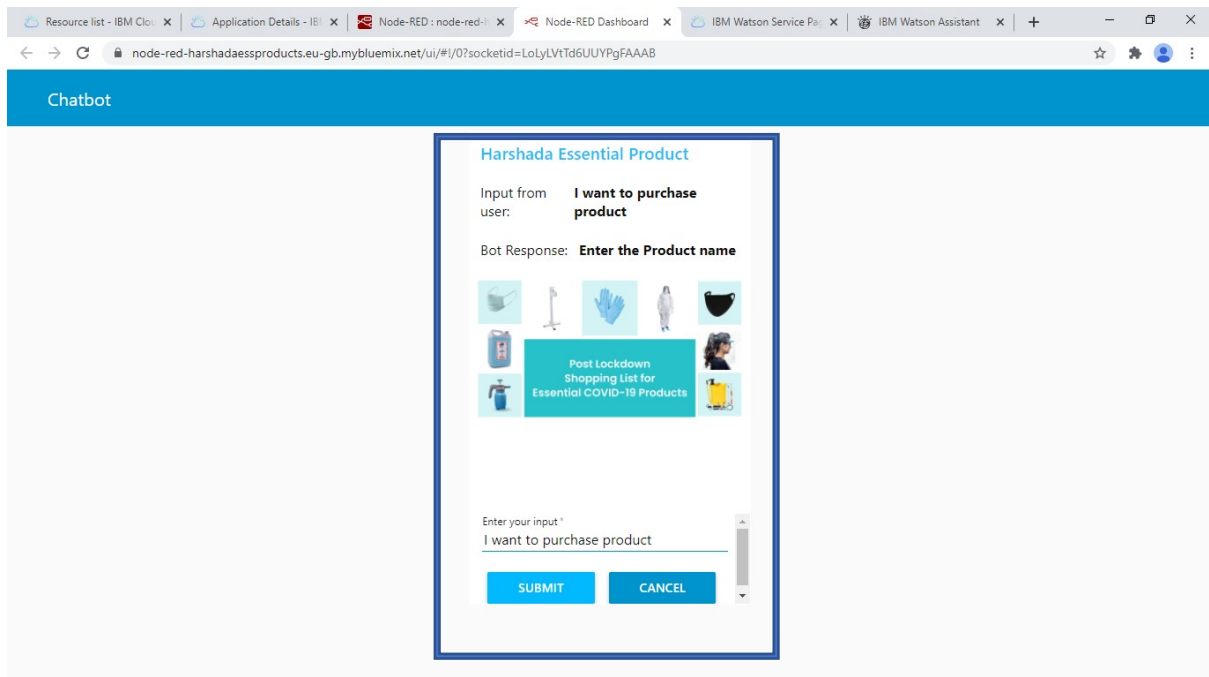 Resource list - IBM Clou
Application Details - IB
Node-RED : node-red-h
Node-RED Dashboard
IBM Watson Service Pag
IBM Watson Assistant
node-red-harshadaessproducts.eu-gb.mybluemix.net/ui/#!/0?socketid=LoLyLVtTd6UUYPgFAAAB
Chatbot
Harshada Essential Product
Input from user: I want to purchase product
Bot Response: Enter the Product name
Post Lockdown
Shopping List for
Essential COVID-19 Products
Enter your input *
I want to purchase product
SUBMIT
CANCEL